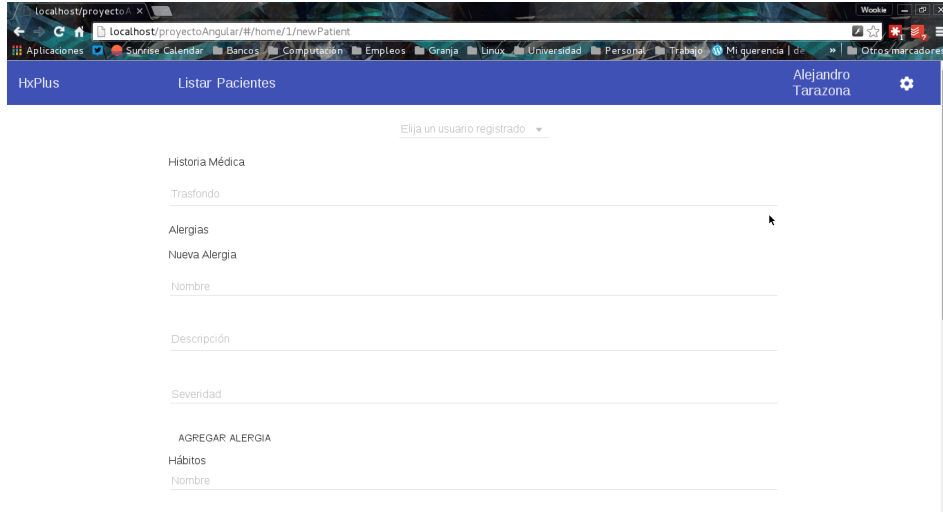 localhost/proyectoA
Wookie
localhost/proyectoAngular/#/home/1/newPatient
Aplicaciones Sunrise Calendar Bancos Computación Empleos Granja Linux Universidad Personal Trabajo Mi querencia | de » Otros marcadores
HxPlus Listar Pacientes Alejandro
Tarazona
Elija un usuario registrado
Historia Médica
Trasfondo
Alergias
Nueva Alergia
Nombre
Descripción
Severidad
AGREGAR ALERGIA
Hábitos
Nombre